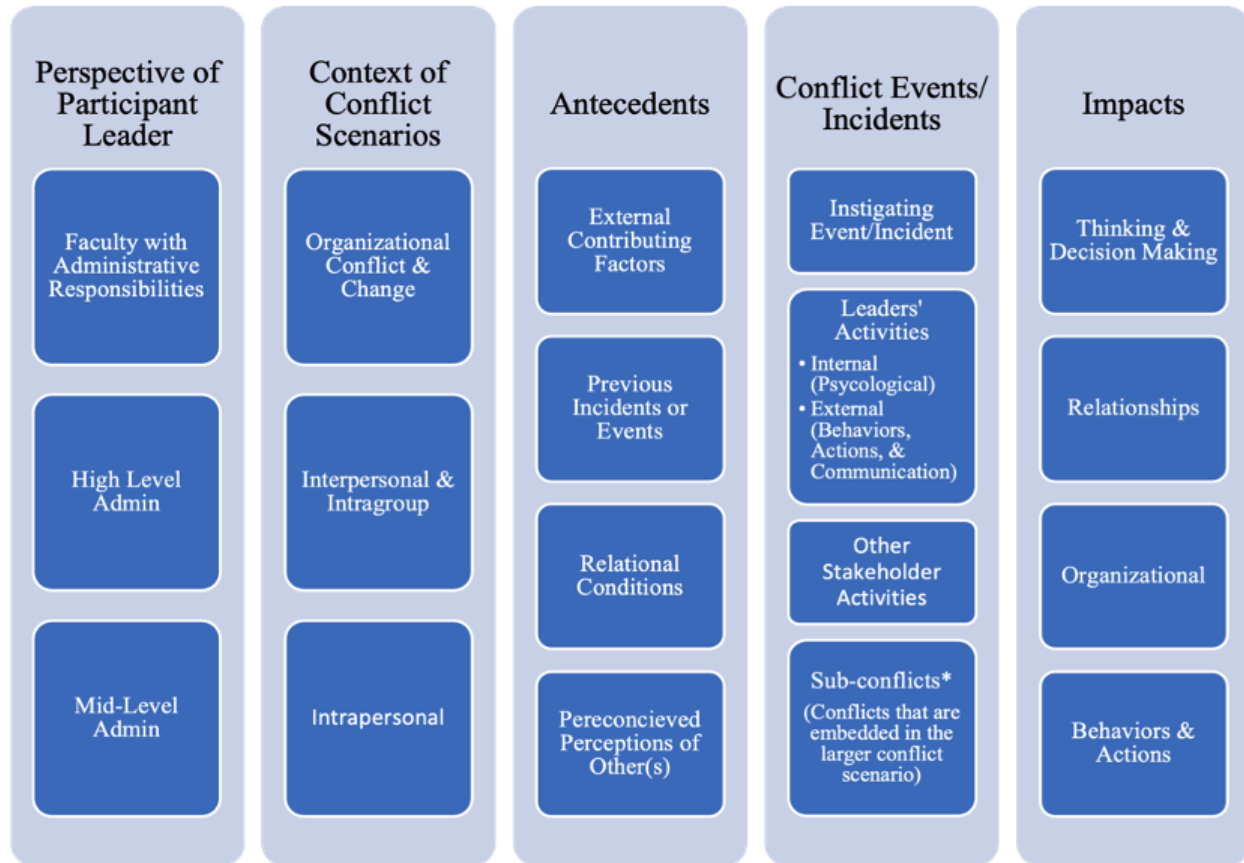 Perspective of
Participant
Leader
Faculty with
Administrative
Responsibilities
High Level
Admin
Mid-Level
Admin
Context of
Conflict
Scenarios
Organizational
Conflict &
Change
Interpersonal &
Intragroup
Intrapersonal
Antecedents
External
Contributing
Factors
Previous
Incidents or
Events
Relational
Conditions
Pereconcieved
Perceptions of
Other(s)
Conflict Events/
Incidents
Instigating
Event/Incident
Leaders'
Activities
• Internal
(Psycological)
• External
(Behaviors,
Actions, &
Communication)
Other
Stakeholder
Activities
Sub-conflicts*
(Conflicts that are
embedded in the
larger conflict
scenario)
Impacts
Thinking &
Decision Making
Relationships
Organizational
Behaviors &
Actions